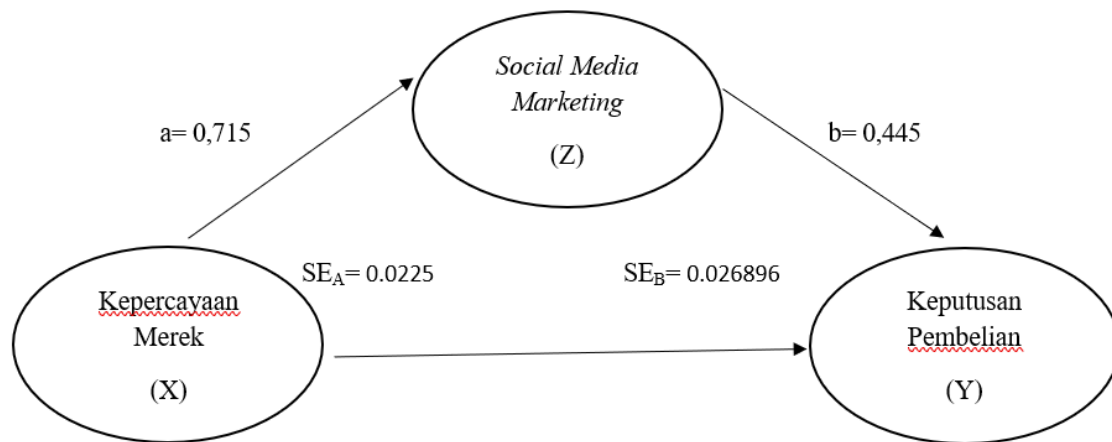 Social Media
Marketing
(Z)
a= 0,715
b= 0,445
SEA= 0.0225
SEB= 0.026896
Kepercayaan
Merek
(X)
Keputusan
Pembelian
(Y)